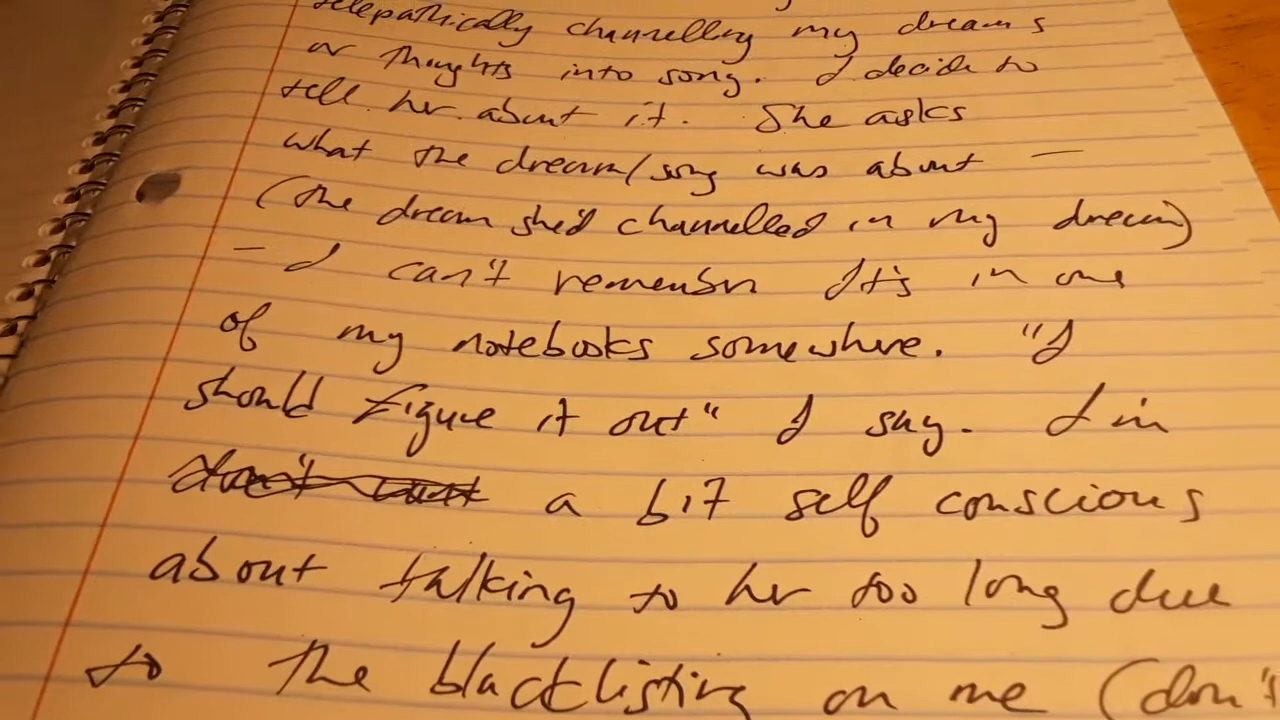 telepathically channelling my dreams
or thoughts into song. I decide to
tell her about it. She asks
what the dream/song was about —
(the dream she'd channelled in my dream)
– I can't remember It's in one
of my notebooks somewhere. "I
should figure it out" I say. I'm
a bit self conscious
about talking to her too long due
to the blacklisting on me (don't